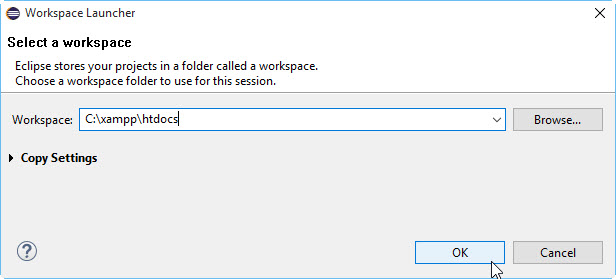 Workspace Launcher
Select a workspace
Eclipse stores your projects in a folder called a workspace.
Choose a workspace folder to use for this session.
Workspace: C:\xampp\htdocs Browse...
Copy Settings
? OK Cancel